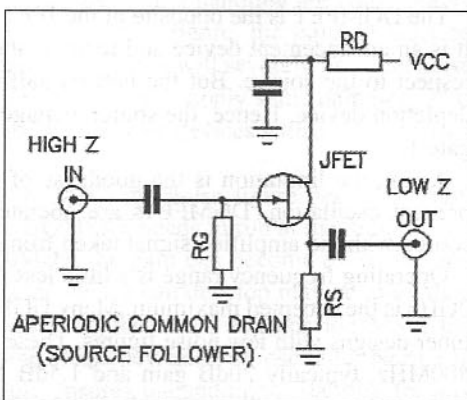 RD
VCC
HIGH Z
IN
JFET
LOW Z
OUT
RG
RS
APERIODIC COMMON DRAIN
(SOURCE FOLLOWER)